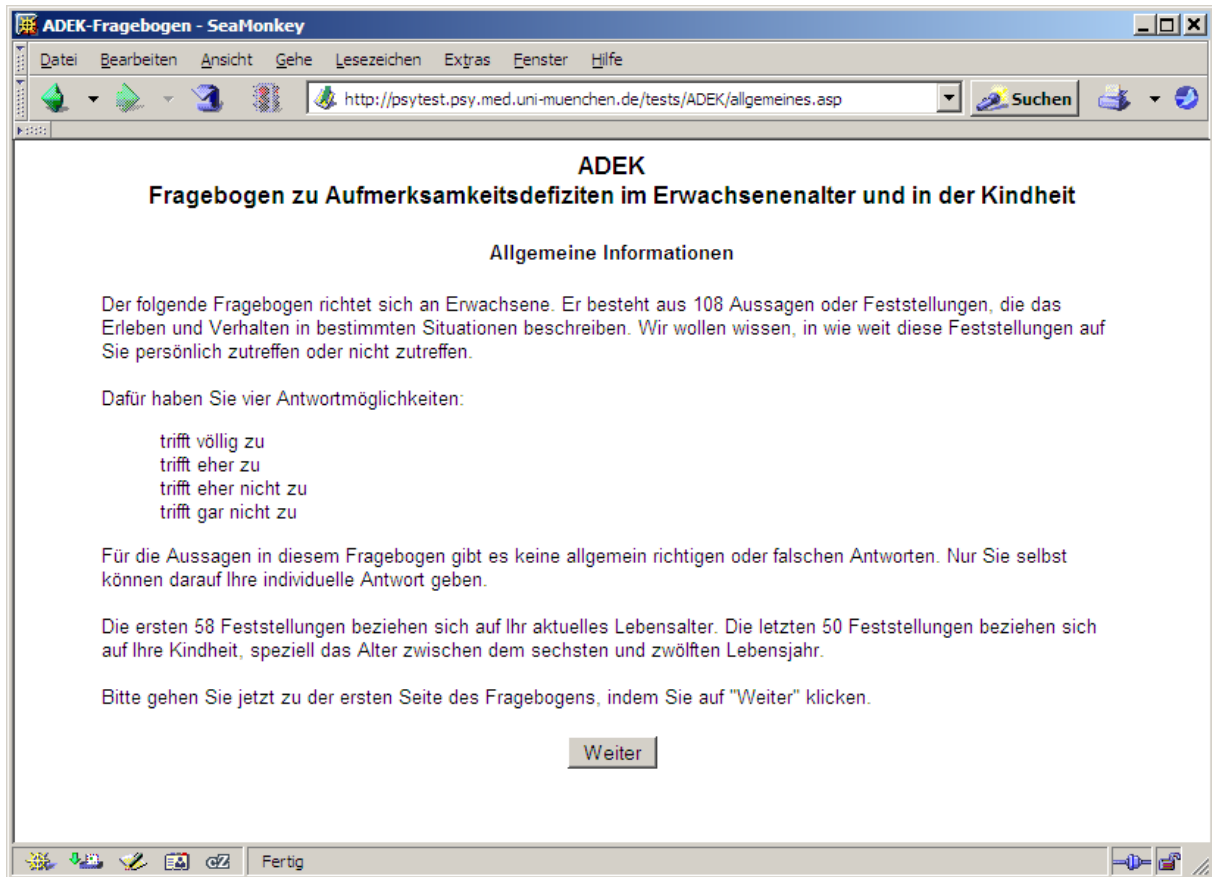 ADEK-Fragebogen - SeaMonkey
Datei Bearbeiten Ansicht Gehe Lesezeichen Extras Fenster Hilfe
http://psytest.psy.med.uni-muenchen.de/tests/ADEK/allgemeines.asp Suchen
ADEK
Fragebogen zu Aufmerksamkeitsdefiziten im Erwachsenenalter und in der Kindheit
Allgemeine Informationen
Der folgende Fragebogen richtet sich an Erwachsene. Er besteht aus 108 Aussagen oder Feststellungen, die das
Erleben und Verhalten in bestimmten Situationen beschreiben. Wir wollen wissen, in wie weit diese Feststellungen auf
Sie persönlich zutreffen oder nicht zutreffen.
Dafür haben Sie vier Antwortmöglichkeiten:
trifft völlig zu
trifft eher zu
trifft eher nicht zu
trifft gar nicht zu
Für die Aussagen in diesem Fragebogen gibt es keine allgemein richtigen oder falschen Antworten. Nur Sie selbst
können darauf Ihre individuelle Antwort geben.
Die ersten 58 Feststellungen beziehen sich auf Ihr aktuelles Lebensalter. Die letzten 50 Feststellungen beziehen sich
auf Ihre Kindheit, speziell das Alter zwischen dem sechsten und zwölften Lebensjahr.
Bitte gehen Sie jetzt zu der ersten Seite des Fragebogens, indem Sie auf "Weiter" klicken.
Weiter
cZ Fertig